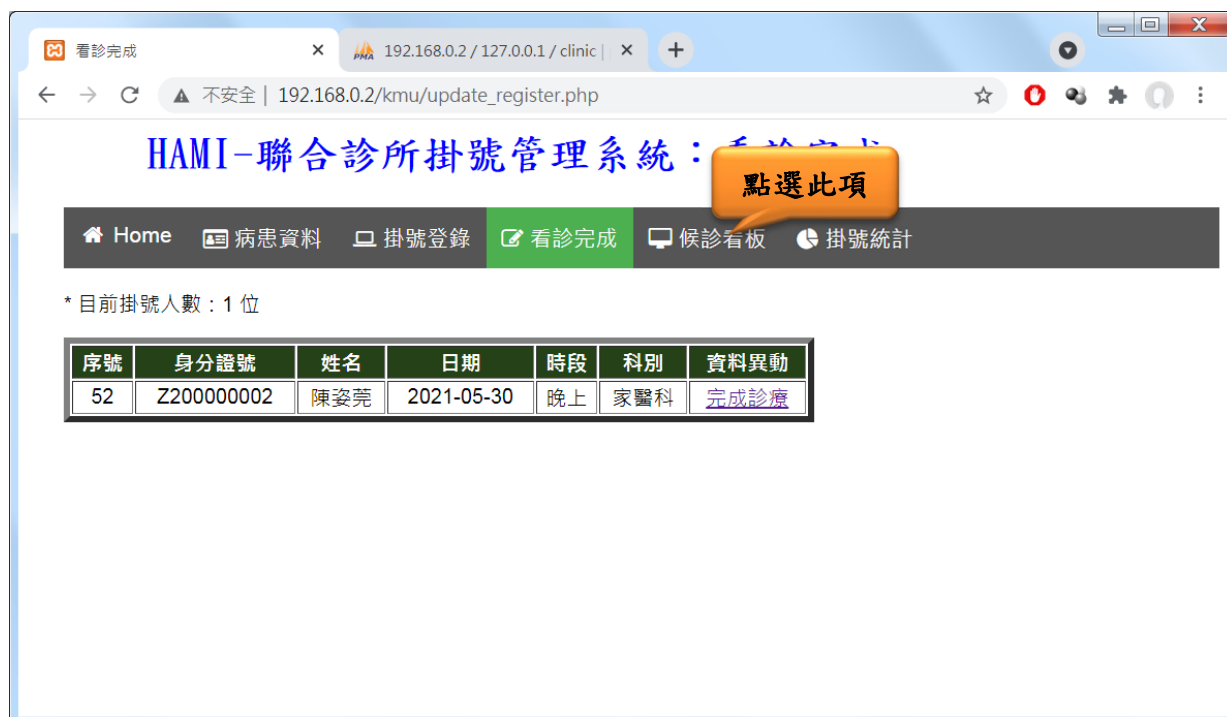 看診完成
192.168.0.2 / 127.0.0.1 / clinic |
不安全 | 192.168.0.2/kmu/update_register.php
HAMI-聯合診所掛號管理系統：
點選此項
Home 病患資料 掛號登錄 看診完成 候診看板 掛號統計
* 目前掛號人數：1 位
序號 身分證號 姓名 日期 時段 科別 資料異動
52 Z200000002 陳姿莞 2021-05-30 晚上 家醫科 完成診療